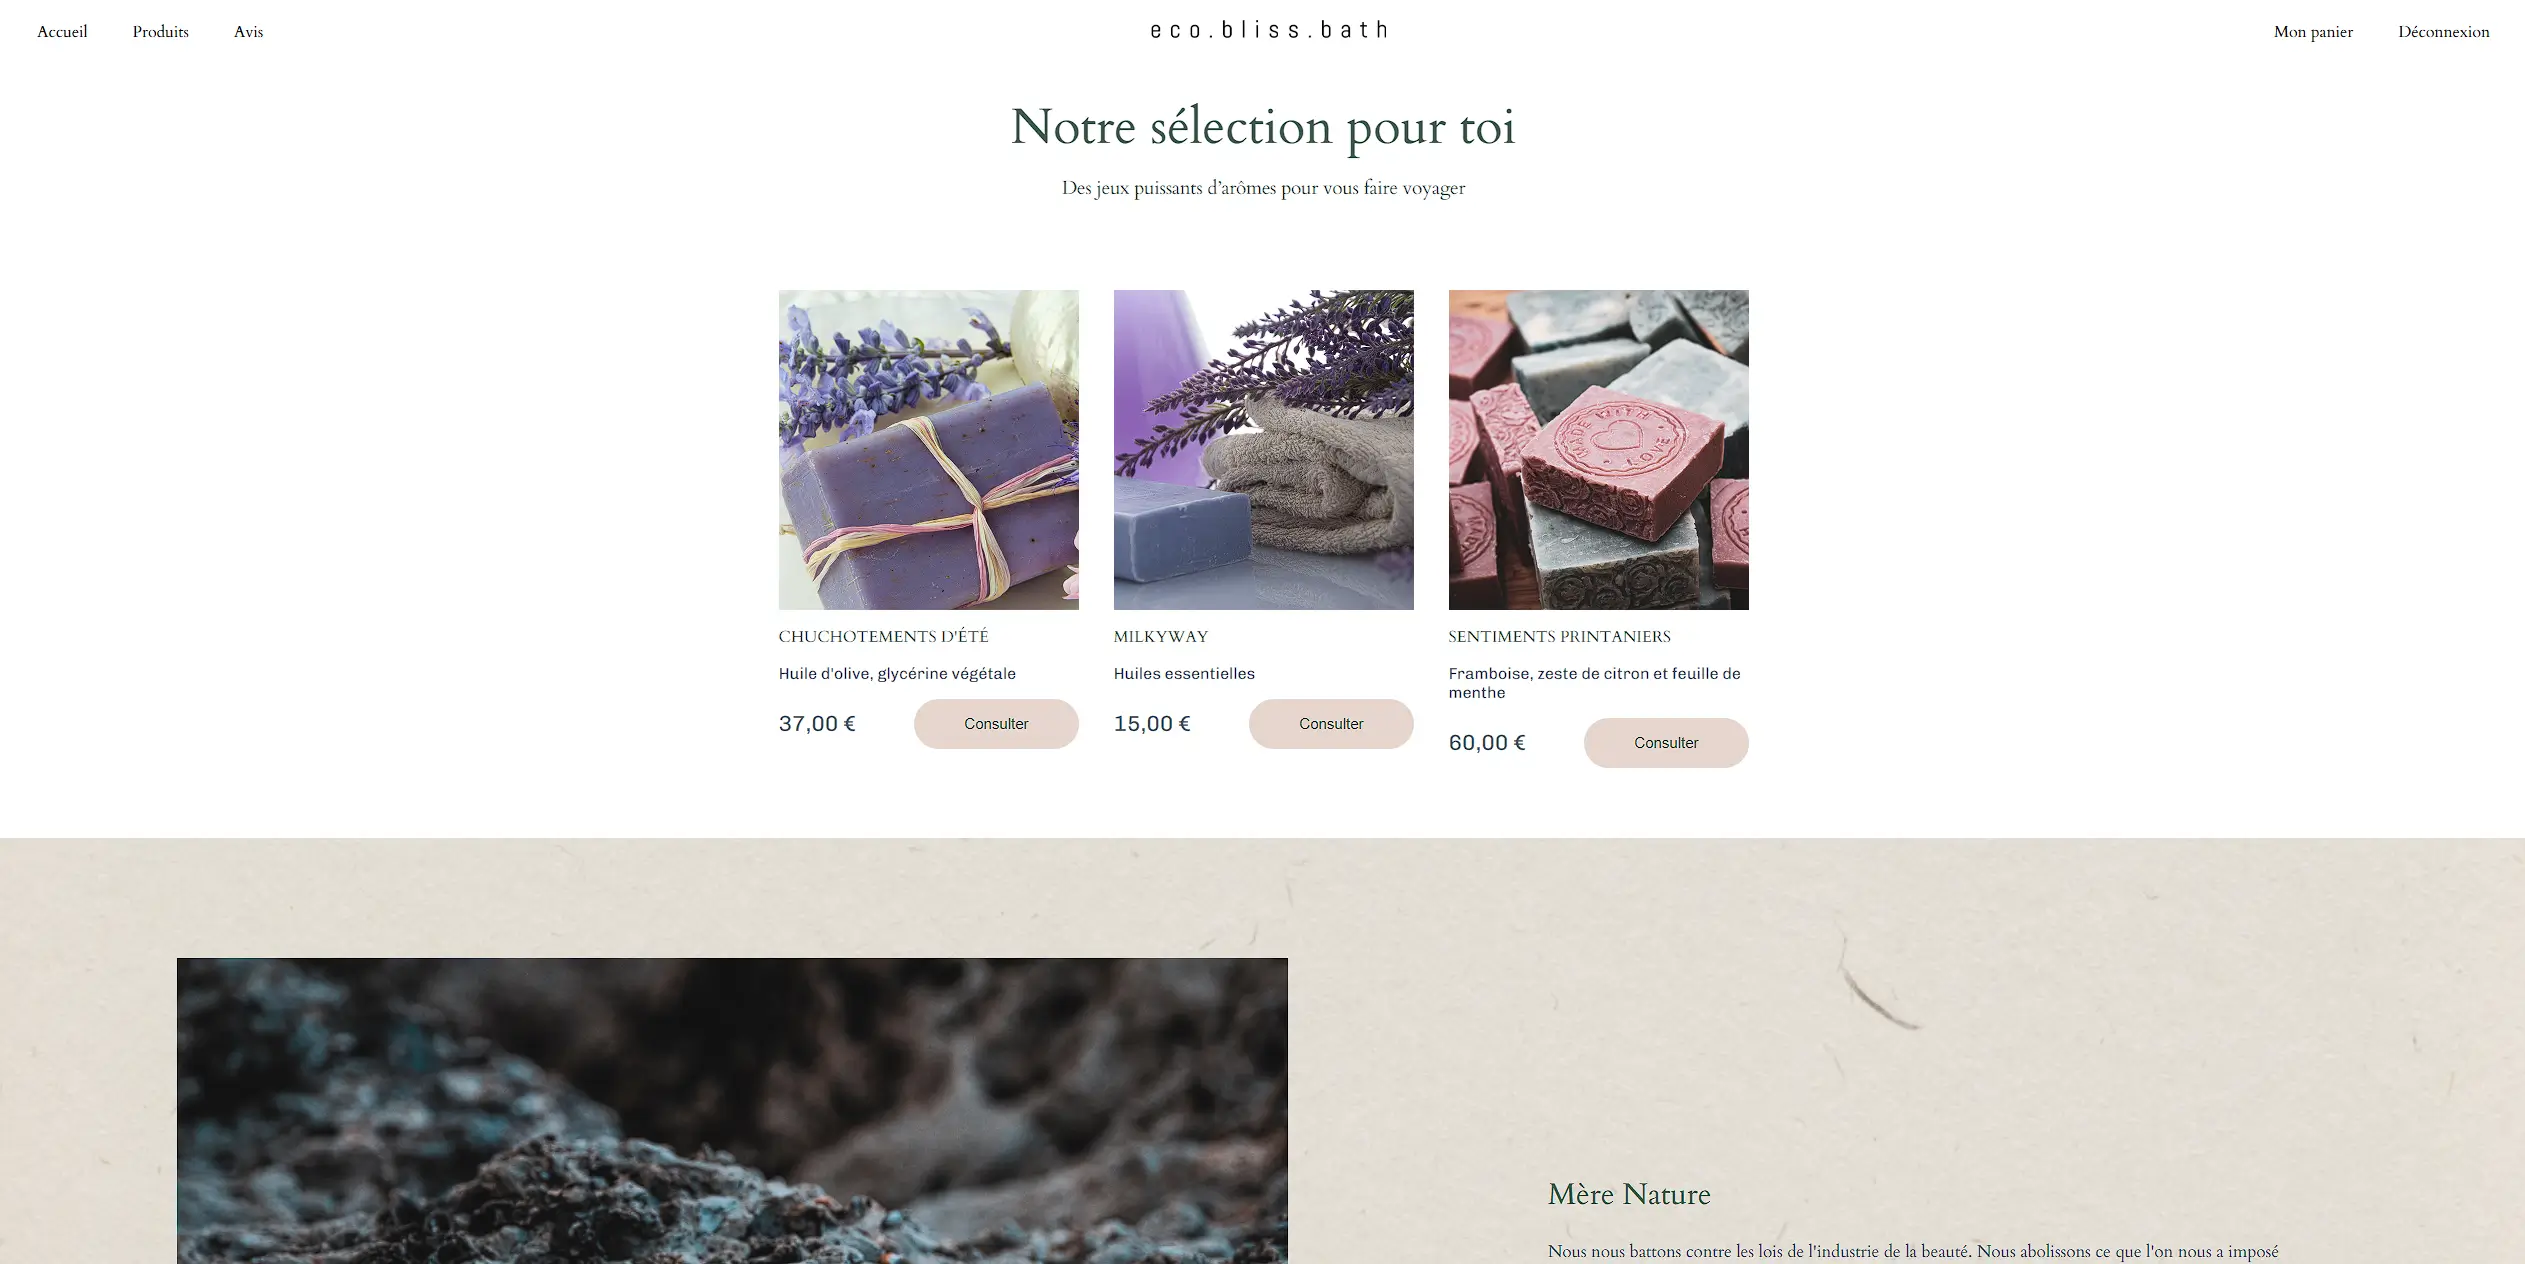 Accueil
Produits
Avis
eco.bliss.bath
Mon panier
Déconnexion
Notre sélection pour toi
Des jeux puissants d'arômes pour vous faire voyager
MADE WITH LOVE
CHUCHOTEMENTS D'ÉTÉ
Huile d'olive, glycérine végétale
37,00 €
Consulter
MILKYWAY
Huiles essentielles
15,00 €
Consulter
SENTIMENTS PRINTANIERS
Framboise, zeste de citron et feuille de
menthe
60,00 €
Consulter
Mère Nature
Nous nous battons contre les lois de l'industrie de la beauté. Nous abolissons ce que l'on nous a imposé